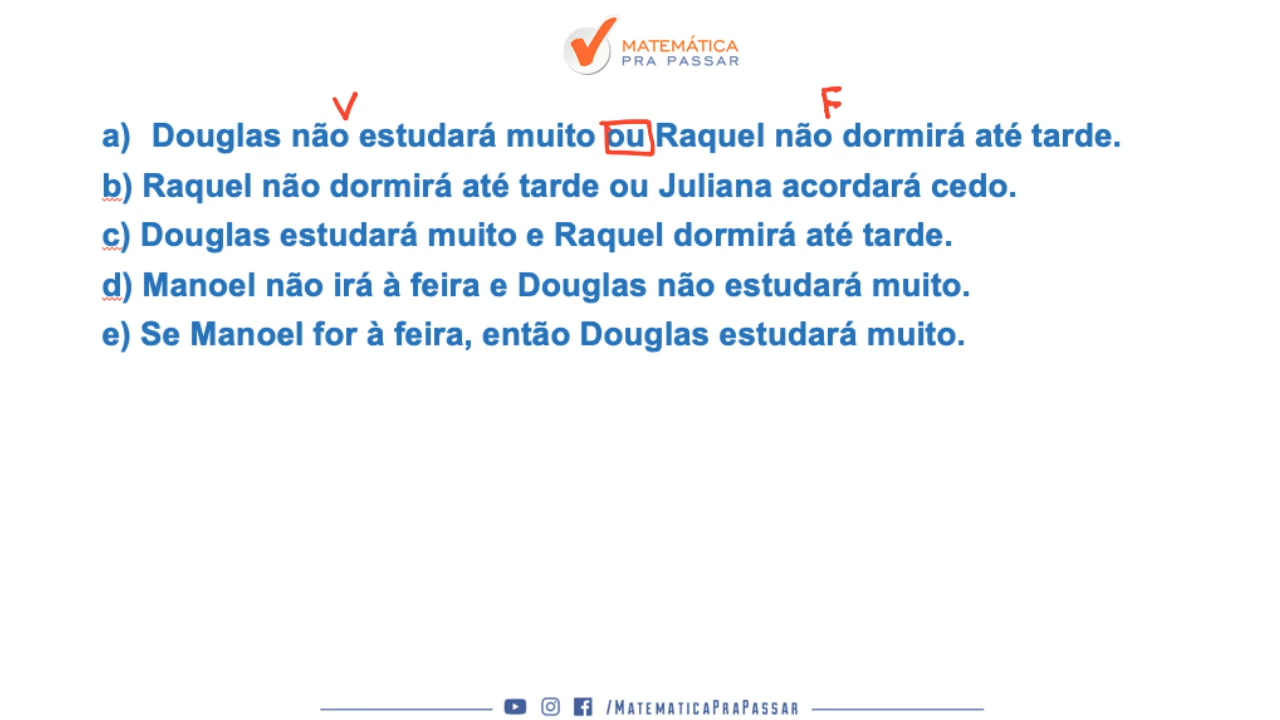 MATEMÁTICA
PRA PASSAR
V F
a) Douglas não estudará muito ou Raquel não dormirá até tarde.
b) Raquel não dormirá até tarde ou Juliana acordará cedo.
c) Douglas estudará muito e Raquel dormirá até tarde.
d) Manoel não irá à feira e Douglas não estudará muito.
e) Se Manoel for à feira, então Douglas estudará muito.
/MATEMATICAPRAPASSAR